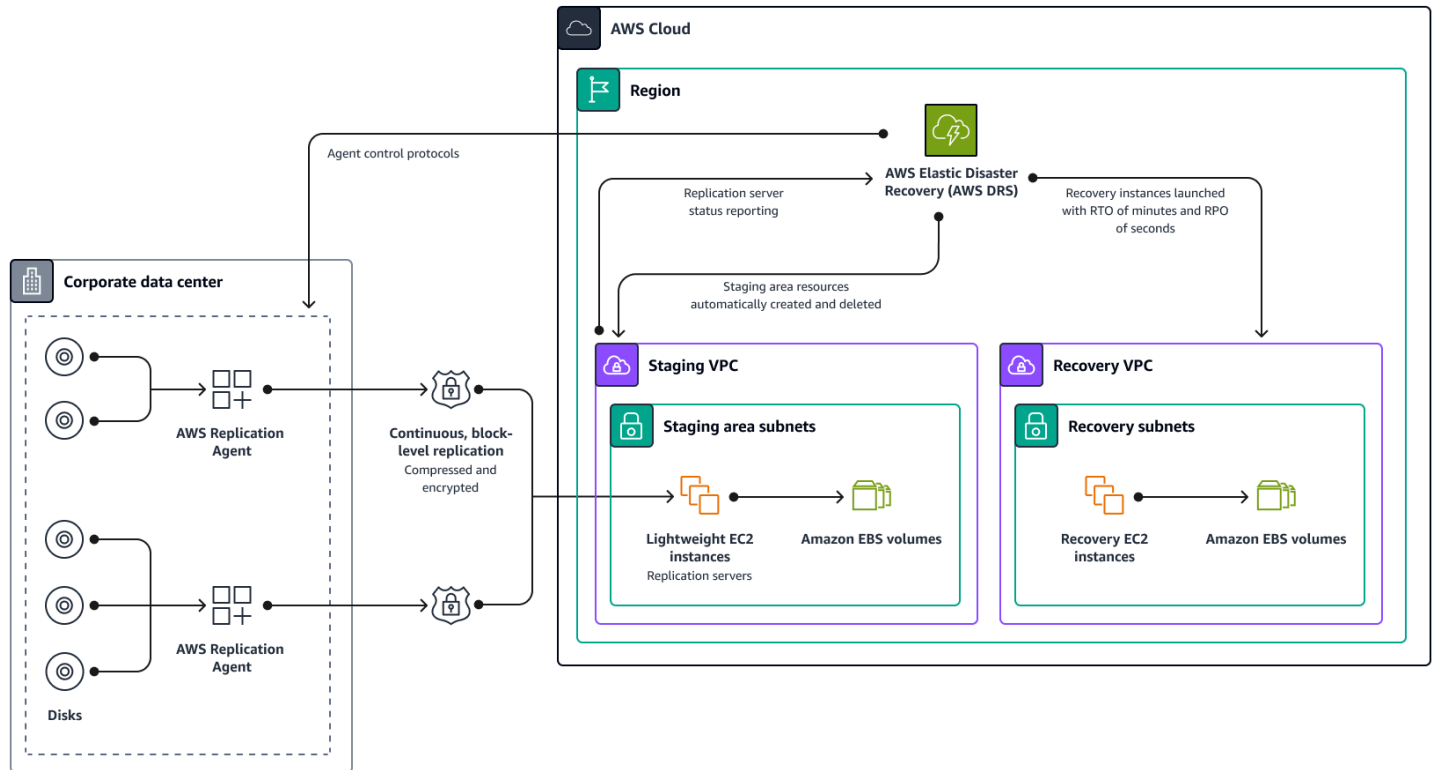 AWS Cloud
Region
Agent control protocols
AWS Elastic Disaster
Recovery (AWS DRS)
Replication server
status reporting
Recovery instances launched
with RTO of minutes and RPO
of seconds
Staging area resources
automatically created and deleted
Corporate data center
AWS Replication
Agent
Continuous, block-
level replication
Compressed and
encrypted
AWS Replication
Agent
Disks
Staging VPC
Staging area subnets
Lightweight EC2
instances
Replication servers
Amazon EBS volumes
Recovery VPC
Recovery subnets
Recovery EC2
instances
Amazon EBS volumes